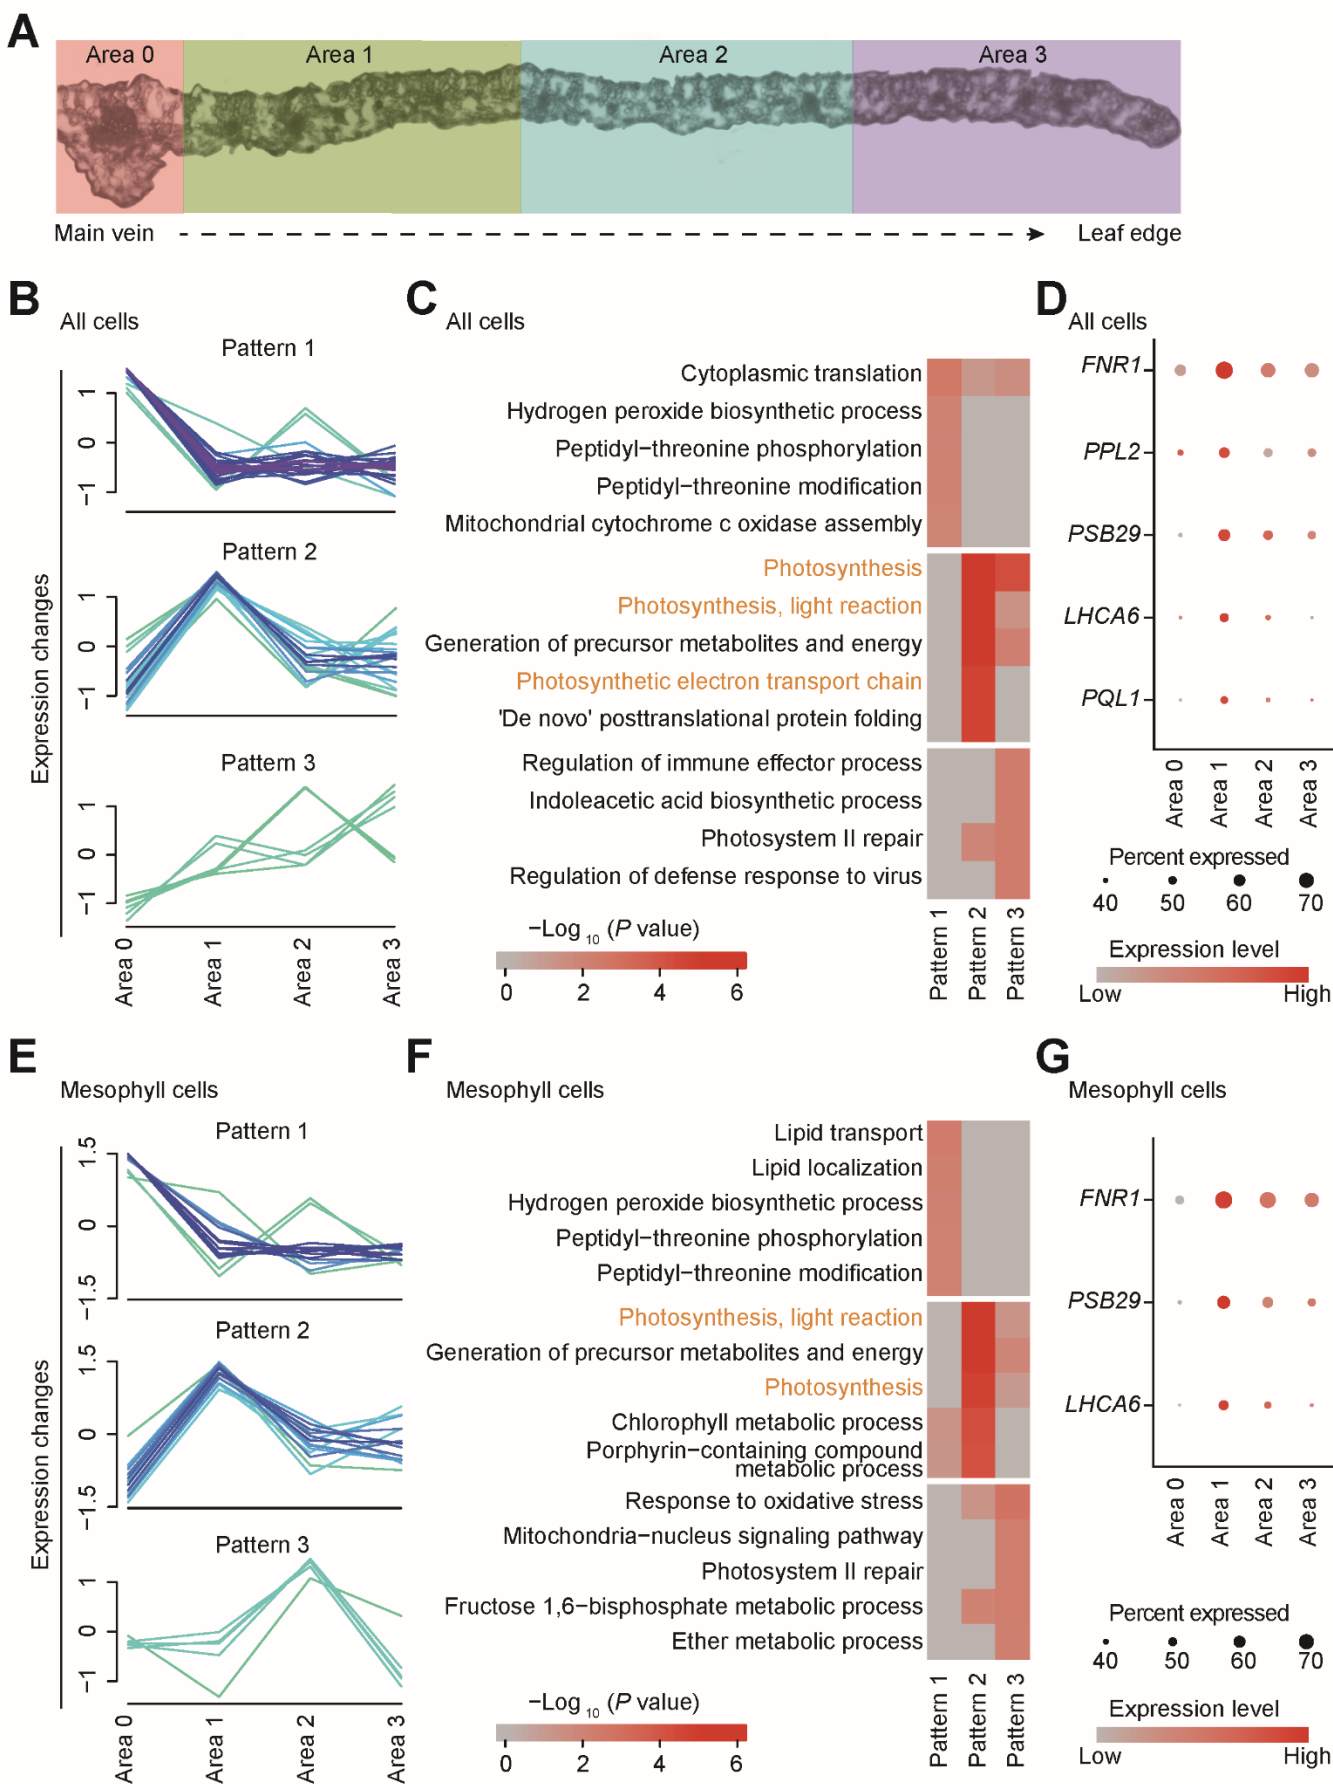 A
Area 0
Area 1
Area 2
Area 3
Main vein
Leaf edge
B
All cells
Pattern 1
1
0
−1
Pattern 2
1
0
−1
Pattern 3
1
0
−1
Expression changes
Area 0
Area 1
Area 2
Area 3
C
All cells
Cytoplasmic translation
Hydrogen peroxide biosynthetic process
Peptidyl−threonine phosphorylation
Peptidyl−threonine modification
Mitochondrial cytochrome c oxidase assembly
Photosynthesis
Photosynthesis, light reaction
Generation of precursor metabolites and energy
Photosynthetic electron transport chain
'De novo' posttranslational protein folding
Regulation of immune effector process
Indoleacetic acid biosynthetic process
Photosystem II repair
Regulation of defense response to virus
Pattern 1
Pattern 2
Pattern 3
−Log 10 (P value)
0 2 4 6
D
All cells
FNR1
PPL2
PSB29
LHCA6
PQL1
Area 0
Area 1
Area 2
Area 3
Percent expressed
40 50 60 70
Expression level
Low High
E
Mesophyll cells
Pattern 1
1.5
0
−1.5
Pattern 2
1.5
0
−1.5
Pattern 3
1
0
−1
Expression changes
Area 0
Area 1
Area 2
Area 3
F
Mesophyll cells
Lipid transport
Lipid localization
Hydrogen peroxide biosynthetic process
Peptidyl−threonine phosphorylation
Peptidyl−threonine modification
Photosynthesis, light reaction
Generation of precursor metabolites and energy
Photosynthesis
Chlorophyll metabolic process
Porphyrin−containing compound
metabolic process
Response to oxidative stress
Mitochondria−nucleus signaling pathway
Photosystem II repair
Fructose 1,6−bisphosphate metabolic process
Ether metabolic process
Pattern 1
Pattern 2
Pattern 3
−Log 10 (P value)
0 2 4 6
G
Mesophyll cells
FNR1
PSB29
LHCA6
Area 0
Area 1
Area 2
Area 3
Percent expressed
40 50 60 70
Expression level
Low High